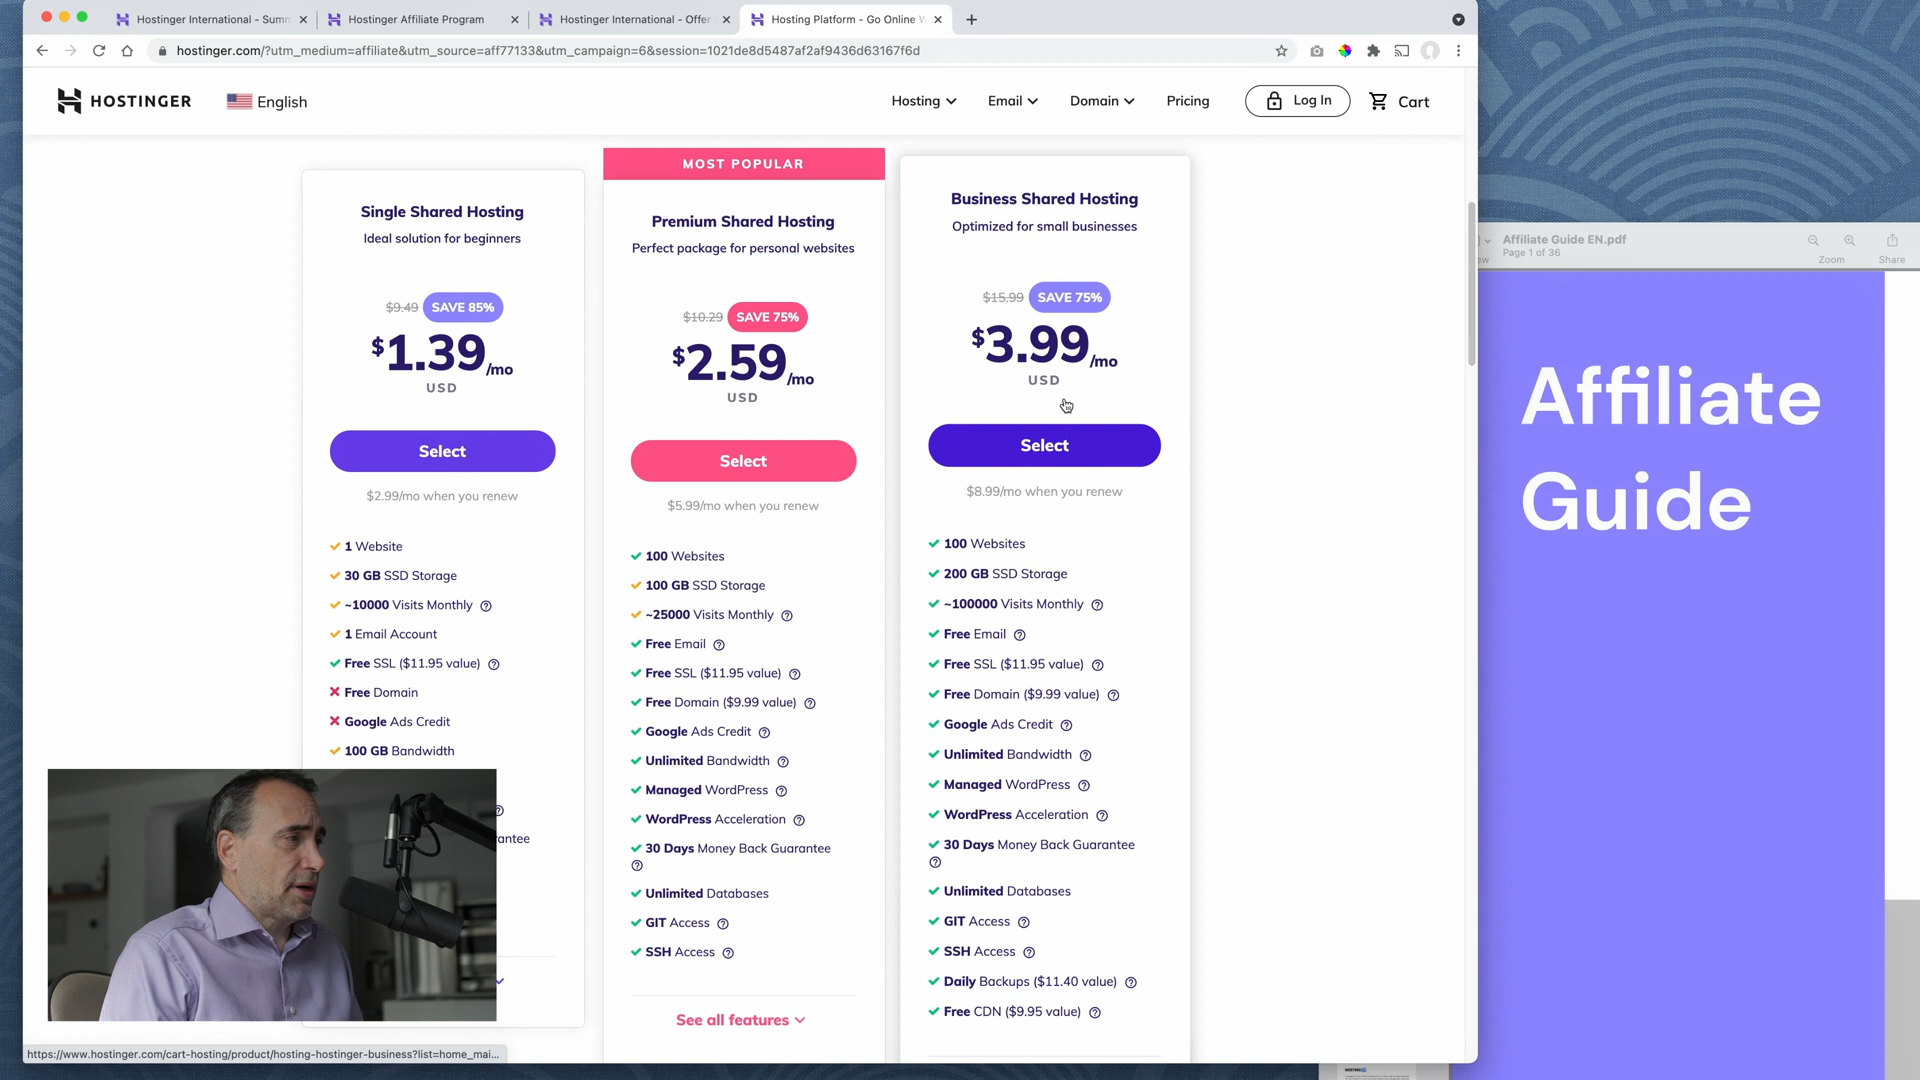 Hostinger International - Summ
Hostinger Affiliate Program
Hostinger International - Offer
Hosting Platform - Go Online W
hostinger.com/?utm_medium=affiliate&utm_source=aff77133&utm_campaign=6&session=1021de8d5487af2af9436d63167f6d
HOSTINGER
English
Hosting
Email
Domain
Pricing
Log In
Cart
Single Shared Hosting
Ideal solution for beginners
$9.49 SAVE 85%
$1.39/mo
USD
Select
$2.99/mo when you renew
1 Website
30 GB SSD Storage
~10000 Visits Monthly
1 Email Account
Free SSL ($11.95 value)
Free Domain
Google Ads Credit
100 GB Bandwidth
antee
MOST POPULAR
Premium Shared Hosting
Perfect package for personal websites
$10.29 SAVE 75%
$2.59/mo
USD
Select
$5.99/mo when you renew
100 Websites
100 GB SSD Storage
~25000 Visits Monthly
Free Email
Free SSL ($11.95 value)
Free Domain ($9.99 value)
Google Ads Credit
Unlimited Bandwidth
Managed WordPress
WordPress Acceleration
30 Days Money Back Guarantee
Unlimited Databases
GIT Access
SSH Access
See all features
Business Shared Hosting
Optimized for small businesses
$15.99 SAVE 75%
$3.99/mo
USD
Select
$8.99/mo when you renew
100 Websites
200 GB SSD Storage
~100000 Visits Monthly
Free Email
Free SSL ($11.95 value)
Free Domain ($9.99 value)
Google Ads Credit
Unlimited Bandwidth
Managed WordPress
WordPress Acceleration
30 Days Money Back Guarantee
Unlimited Databases
GIT Access
SSH Access
Daily Backups ($11.40 value)
Free CDN ($9.95 value)
https://www.hostinger.com/cart-hosting/product/hosting-hostinger-business?list=home_mai...
Affiliate Guide EN.pdf
Page 1 of 36
ew
Zoom
Share
Affiliate
Guide